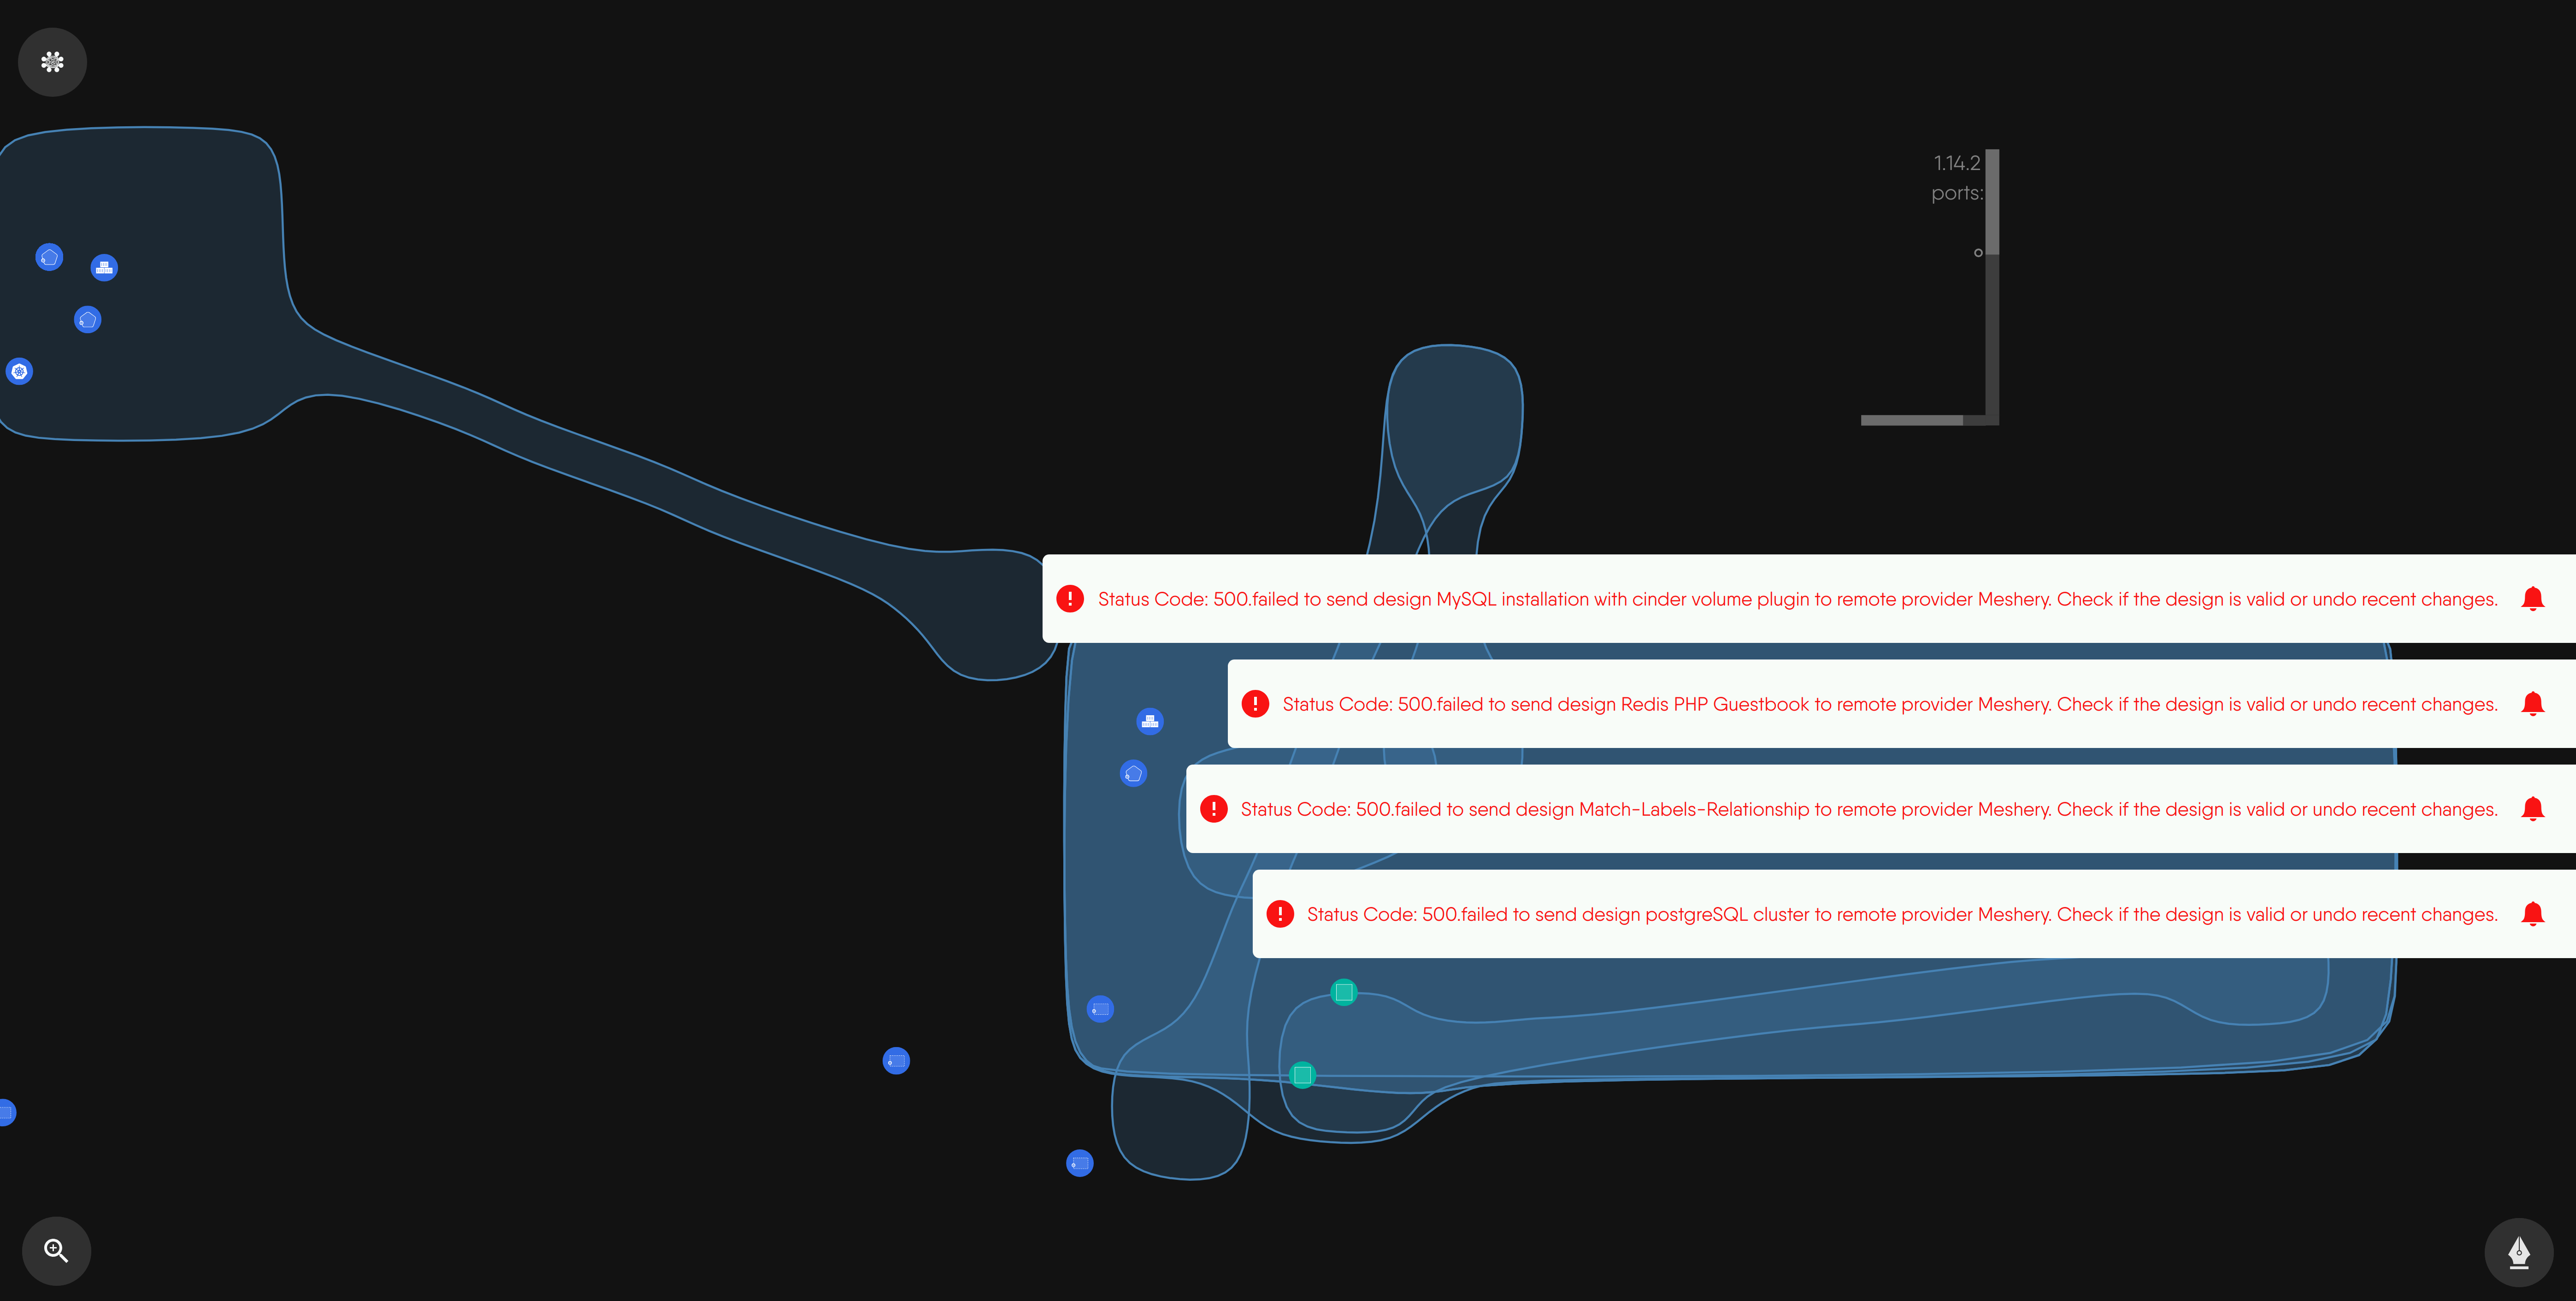 1.14.2
ports:
Status Code: 500.failed to send design MySQL installation with cinder volume plugin to remote provider Meshery. Check if the design is valid or undo recent changes.
Status Code: 500.failed to send design Redis PHP Guestbook to remote provider Meshery. Check if the design is valid or undo recent changes.
Status Code: 500.failed to send design Match-Labels-Relationship to remote provider Meshery. Check if the design is valid or undo recent changes.
Status Code: 500.failed to send design postgreSQL cluster to remote provider Meshery. Check if the design is valid or undo recent changes.